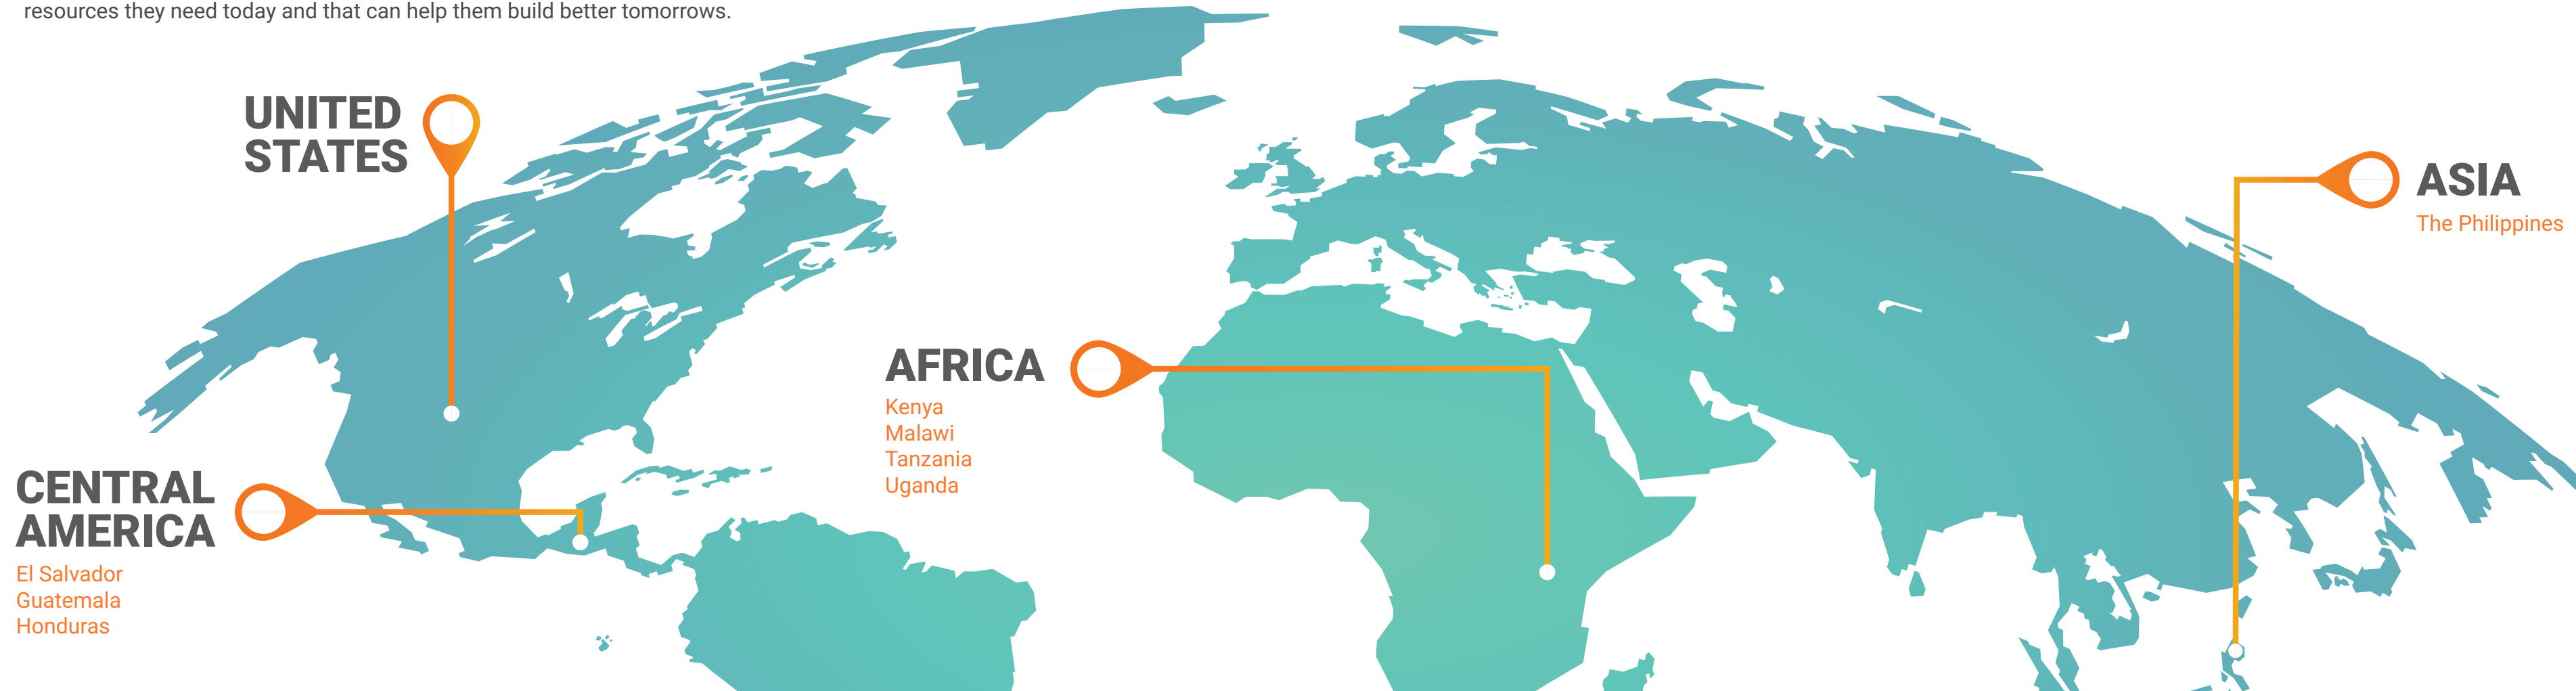 resources they need today and that can help them build better tomorrows.
UNITED
STATES
ASIA
The Philippines
AFRICA
Kenya
Malawi
Tanzania
Uganda
CENTRAL
AMERICA
El Salvador
Guatemala
Honduras